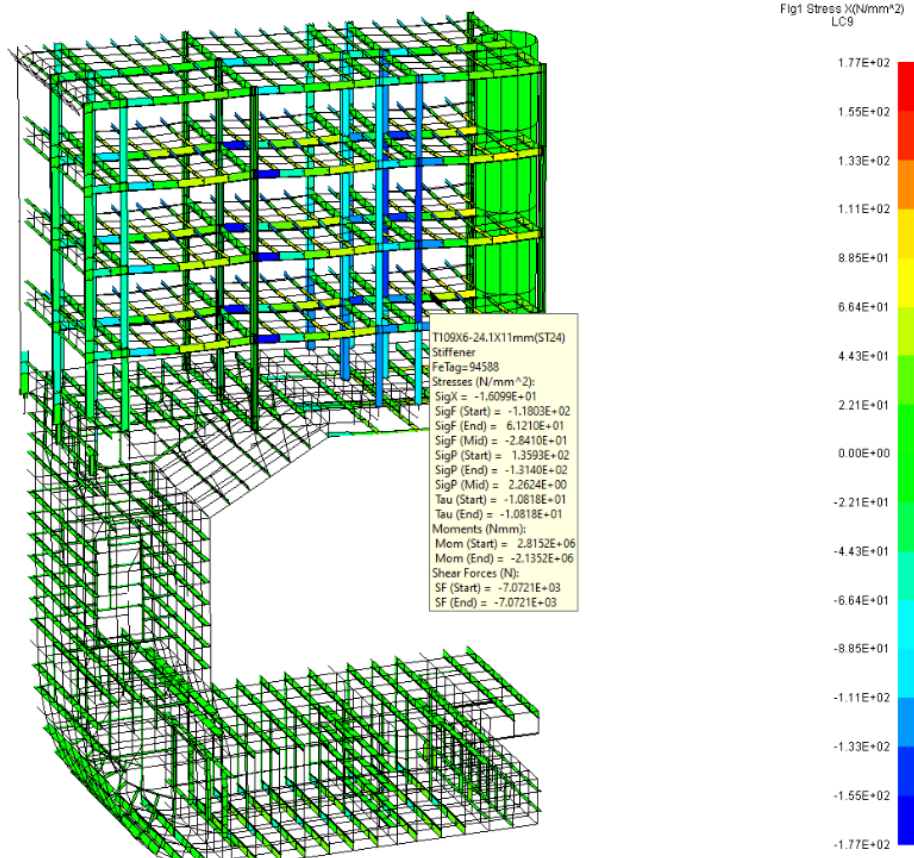 Flg1 Stress X(N/mm^2)
LC9
1.77E+02
1.55E+02
1.33E+02
1.11E+02
8.85E+01
6.64E+01
4.43E+01
2.21E+01
0.00E+00
-2.21E+01
-4.43E+01
-6.64E+01
-8.85E+01
-1.11E+02
-1.33E+02
-1.55E+02
-1.77E+02
T109X6-24.1X11mm(ST24)
Stiffener
FeTag=94588
Stresses (N/mm^2):
SigX = -1.6099E+01
SigF (Start) = -1.1803E+02
SigF (End) = 6.1210E+01
SigF (Mid) = -2.8410E+01
SigP (Start) = 1.3593E+02
SigP (End) = -1.3140E+02
SigP (Mid) = 2.2624E+00
Tau (Start) = -1.0818E+01
Tau (End) = -1.0818E+01
Moments (Nmm):
Mom (Start) = 2.8152E+06
Mom (End) = -2.1352E+06
Shear Forces (N):
SF (Start) = -7.0721E+03
SF (End) = -7.0721E+03